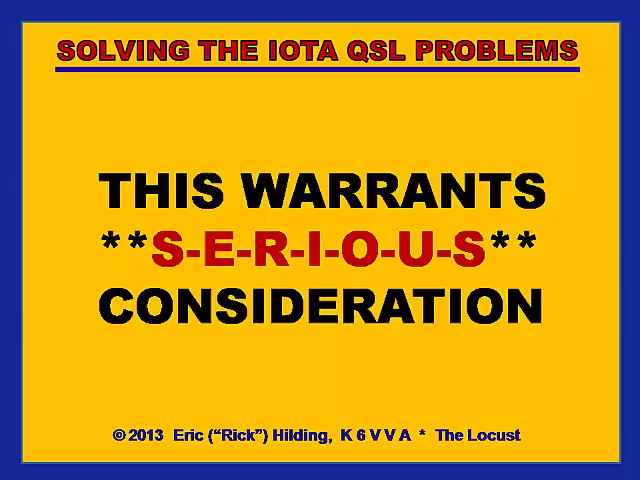 SOLVING THE IOTA QSL PROBLEMS
THIS WARRANTS
**S-E-R-I-O-U-S**
CONSIDERATION
© 2013 Eric (“Rick”) Hilding, K 6 V V A * The Locust